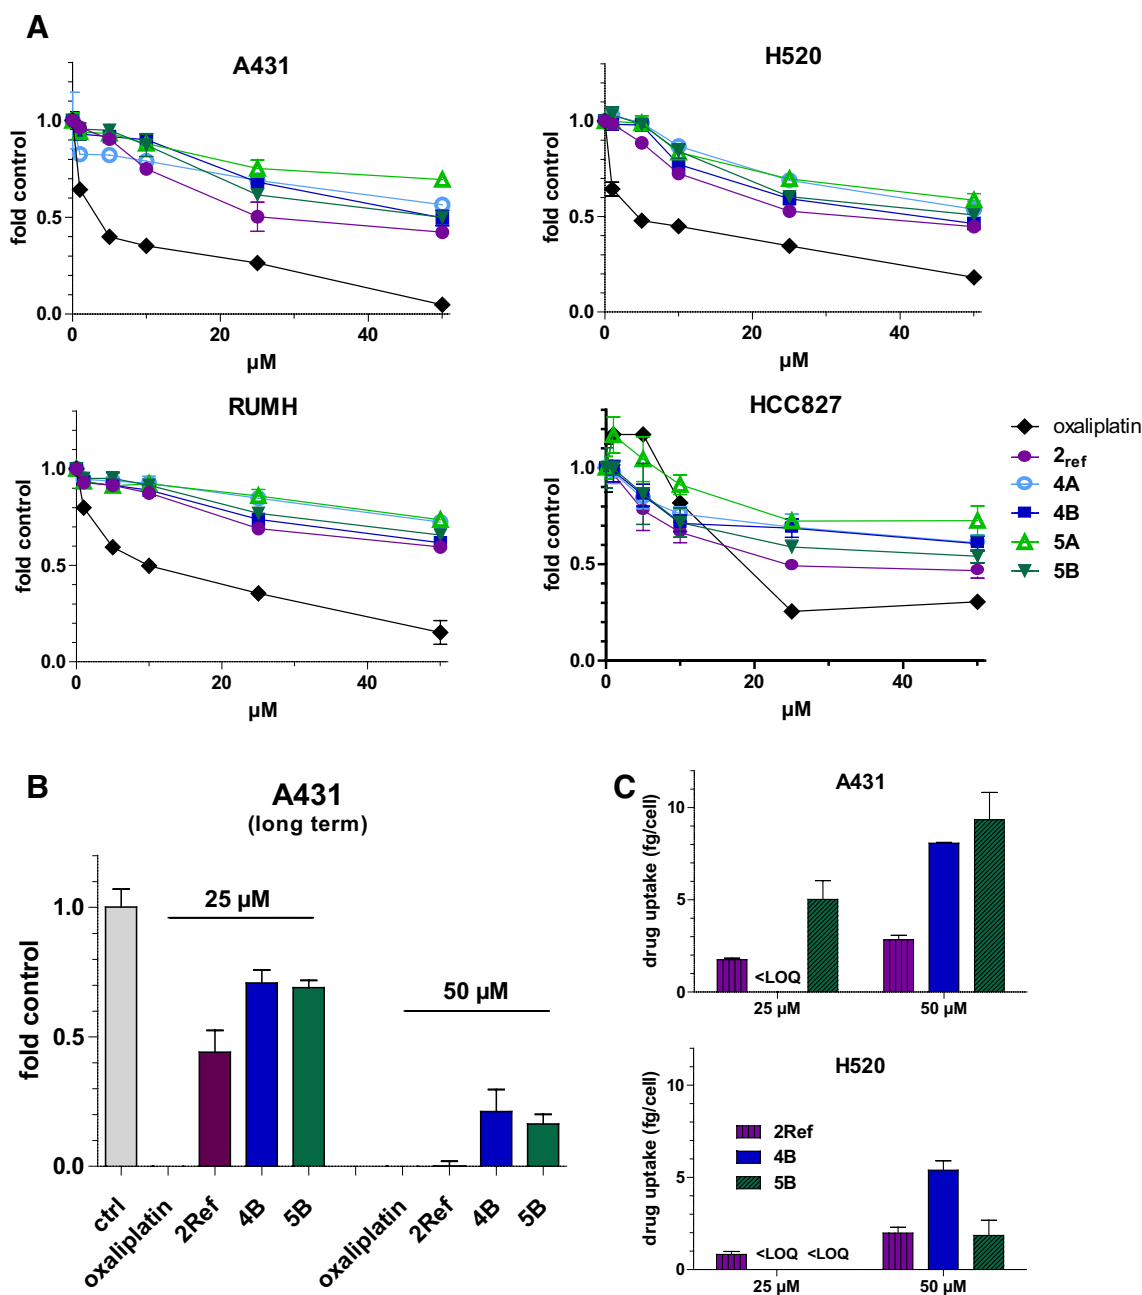 A
A431
fold control
1.0
0.5
0.0
0
20
40
µM
H520
fold control
1.0
0.5
0.0
0
20
40
µM
RUMH
fold control
1.0
0.5
0.0
0
20
40
µM
HCC827
fold control
1.0
0.5
0.0
0
20
40
µM
oxaliplatin
2ref
4A
4B
5A
5B
B
A431
(long term)
fold control
1.0
0.5
0.0
25 µM
50 µM
ctrl
oxaliplatin
2Ref
4B
5B
oxaliplatin
2Ref
4B
5B
C
A431
drug uptake (fg/cell)
10
5
0
<LOQ
25 µM
50 µM
H520
drug uptake (fg/cell)
10
5
0
2Ref
4B
5B
<LOQ <LOQ
25 µM
50 µM